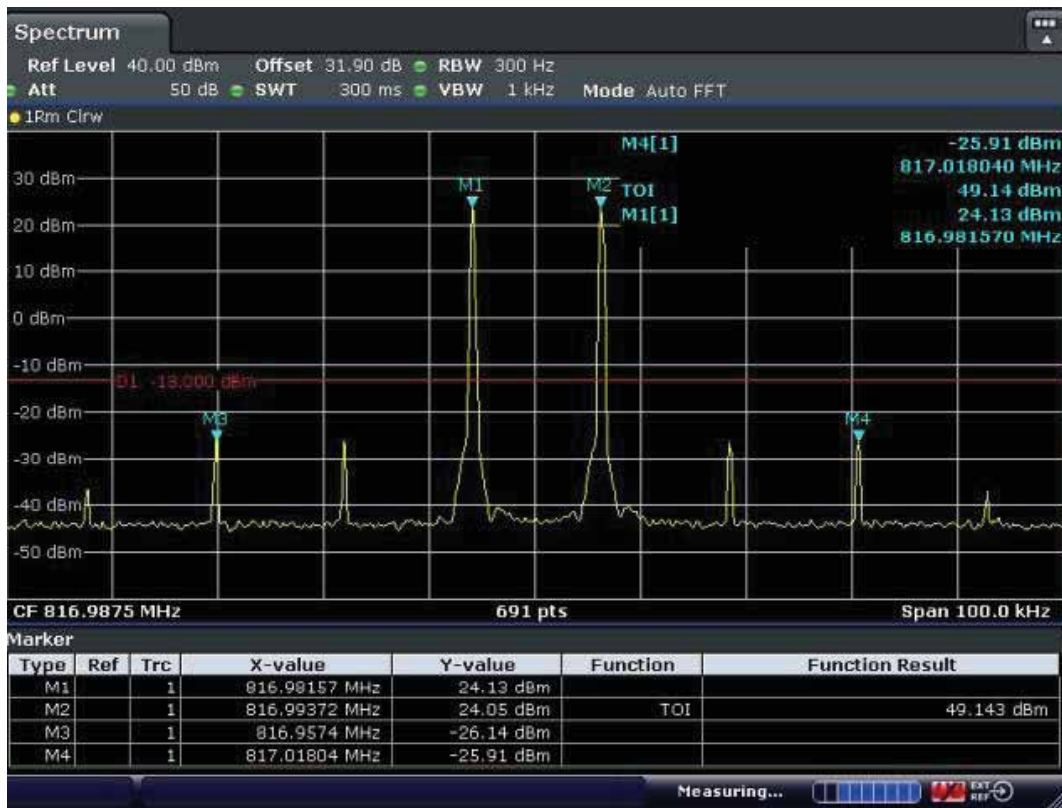 Spectrum
Ref Level 40.00 dBm Offset 31.90 dB RBW 300 Hz
Att 50 dB SWT 300 ms VBW 1 kHz Mode Auto FFT
1Rm Clrw
M4[1] -25.91 dBm
817.018040 MHz
TOI 49.14 dBm
M1[1] 24.13 dBm
816.981570 MHz
30 dBm
M1
M2
20 dBm
10 dBm
0 dBm
-10 dBm
D1 -13.000 dBm
-20 dBm
M3
M4
-30 dBm
-40 dBm
-50 dBm
CF 816.9875 MHz 691 pts Span 100.0 kHz
Marker
Type Ref Trc X-value Y-value Function Function Result
M1 1 816.98157 MHz 24.13 dBm
M2 1 816.99372 MHz 24.05 dBm TOI 49.143 dBm
M3 1 816.9574 MHz -26.14 dBm
M4 1 817.01804 MHz -25.91 dBm
Measuring... EXT REF